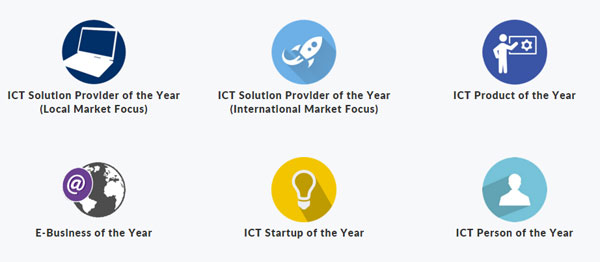 ICT Solution Provider of the Year
(Local Market Focus)
ICT Solution Provider of the Year
(International Market Focus)
ICT Product of the Year
@
E-Business of the Year
ICT Startup of the Year
ICT Person of the Year